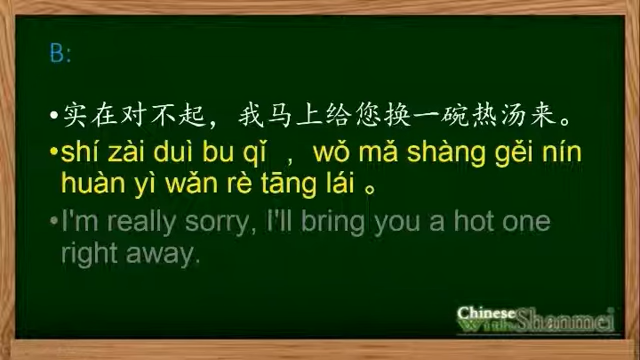 B:
•实在对不起，我马上给您换一碗热汤来。
•shí zài duì bu qǐ ，wǒ mǎ shàng gěi nín
huàn yì wǎn rè tāng lái 。
•I'm really sorry, I'll bring you a hot one
right away.
Chinese
With Shanmei